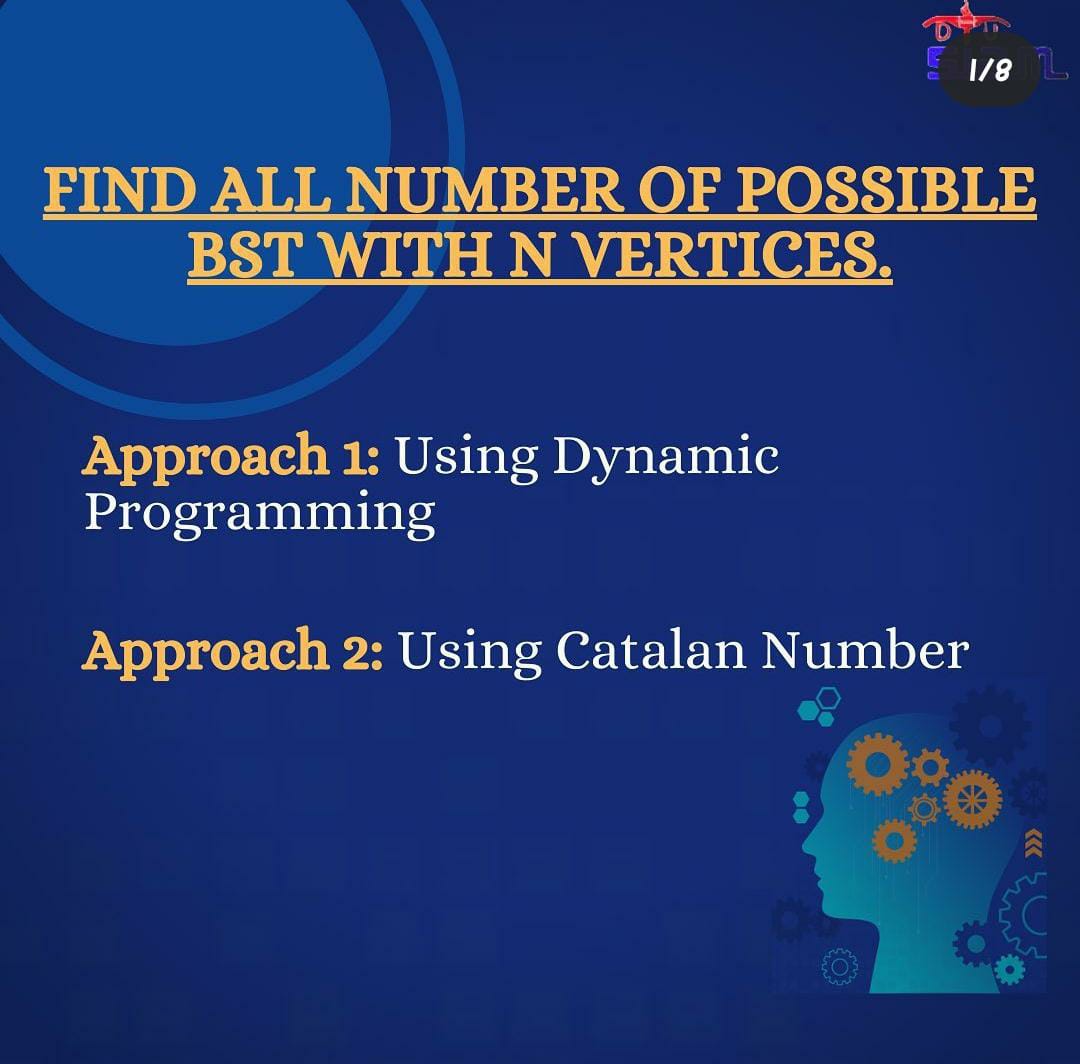 D U
1/8
FIND ALL NUMBER OF POSSIBLE
BST WITH N VERTICES.
Approach 1: Using Dynamic
Programming
Approach 2: Using Catalan Number